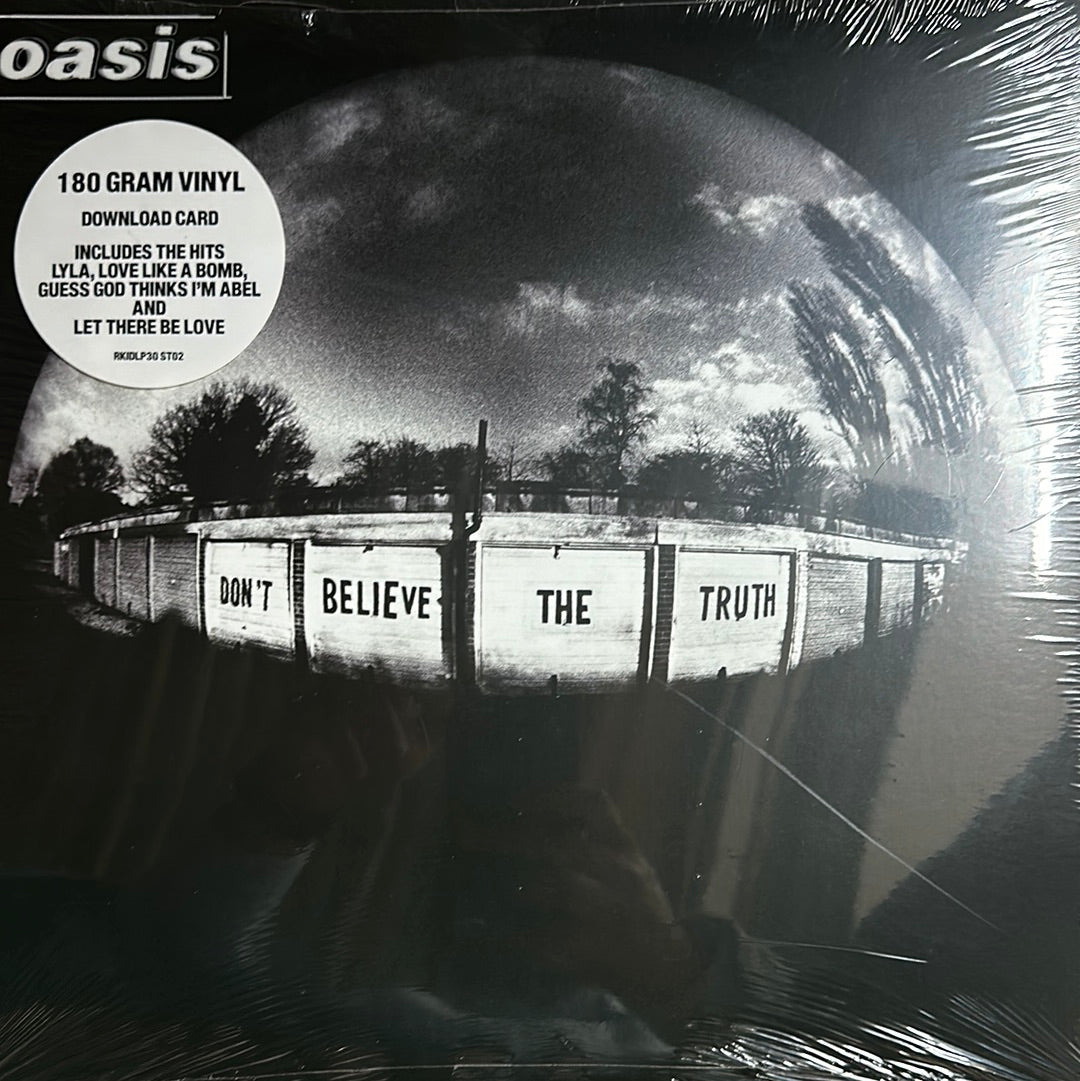 oasis
180 GRAM VINYL
DOWNLOAD CARD
INCLUDES THE HITS
LYLA, LOVE LIKE A BOMB,
GUESS GOD THINKS I'M ABEL
AND
LET THERE BE LOVE
RKIDLP30 ST02
DON'T BELIEVE THE TRUTH